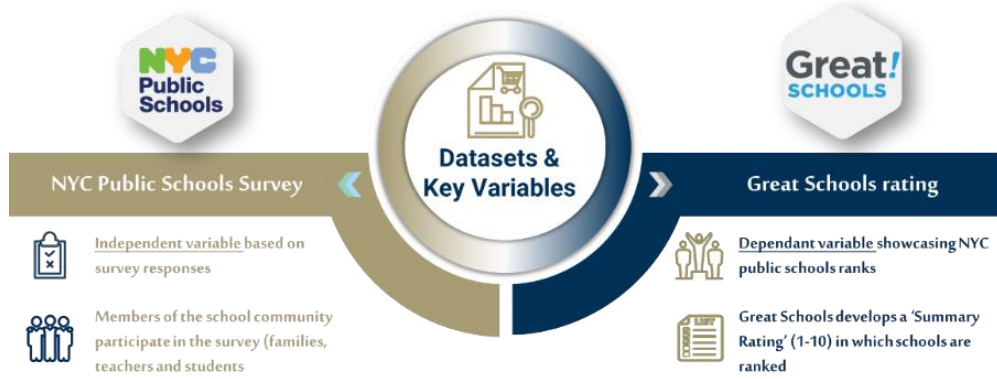 NYC
Public
Schools
Great!
SCHOOLS
Datasets &
Key Variables
NYC Public Schools Survey
Great Schools rating
Independent variable based on
survey responses
Members of the school community
participate in the survey (families,
teachers and students
Dependant variable showcasing NYC
public schools ranks
LIST
Great Schools develops a ‘Summary
Rating’ (1-10) in which schools are
ranked